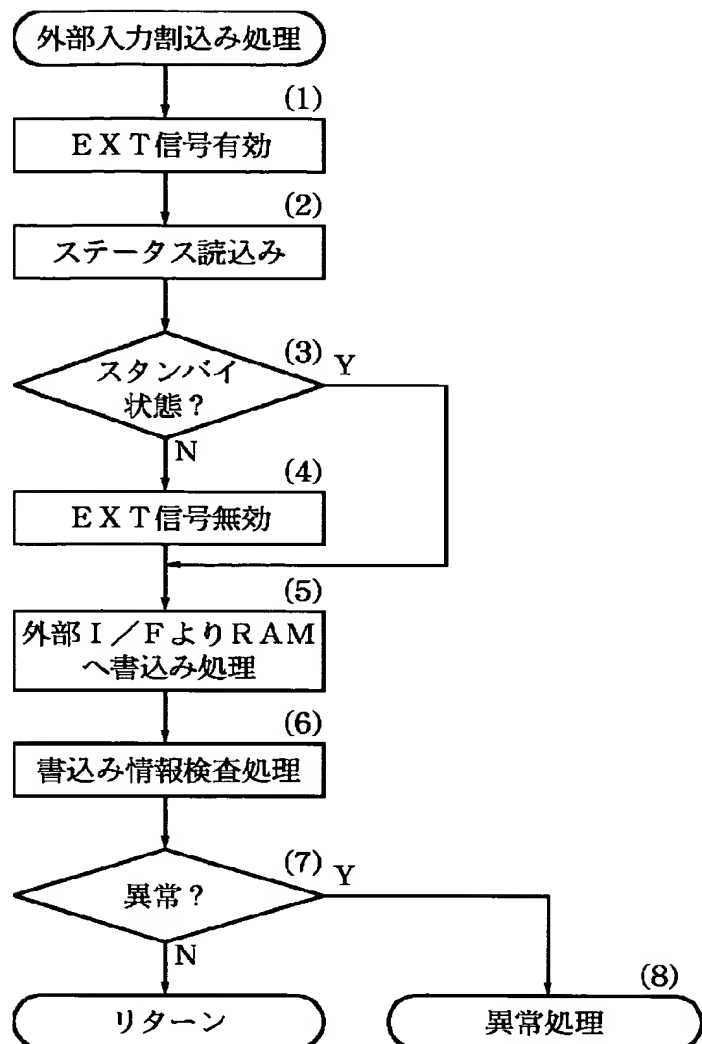 外部入力割込み処理
(1)
ＥＸＴ信号有効
(2)
ステータス読込み
(3)
スタンバイ
状態？
Y
N
(4)
ＥＸＴ信号無効
(5)
外部Ｉ／ＦよりＲＡＭ
へ書込み処理
(6)
書込み情報検査処理
(7)
異常？
Y
N
(8)
リターン
異常処理